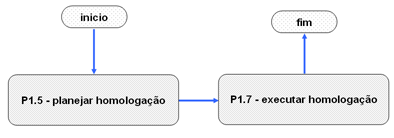 inicio
fim
P1.5 - planejar homologação
P1.7 - executar homologação